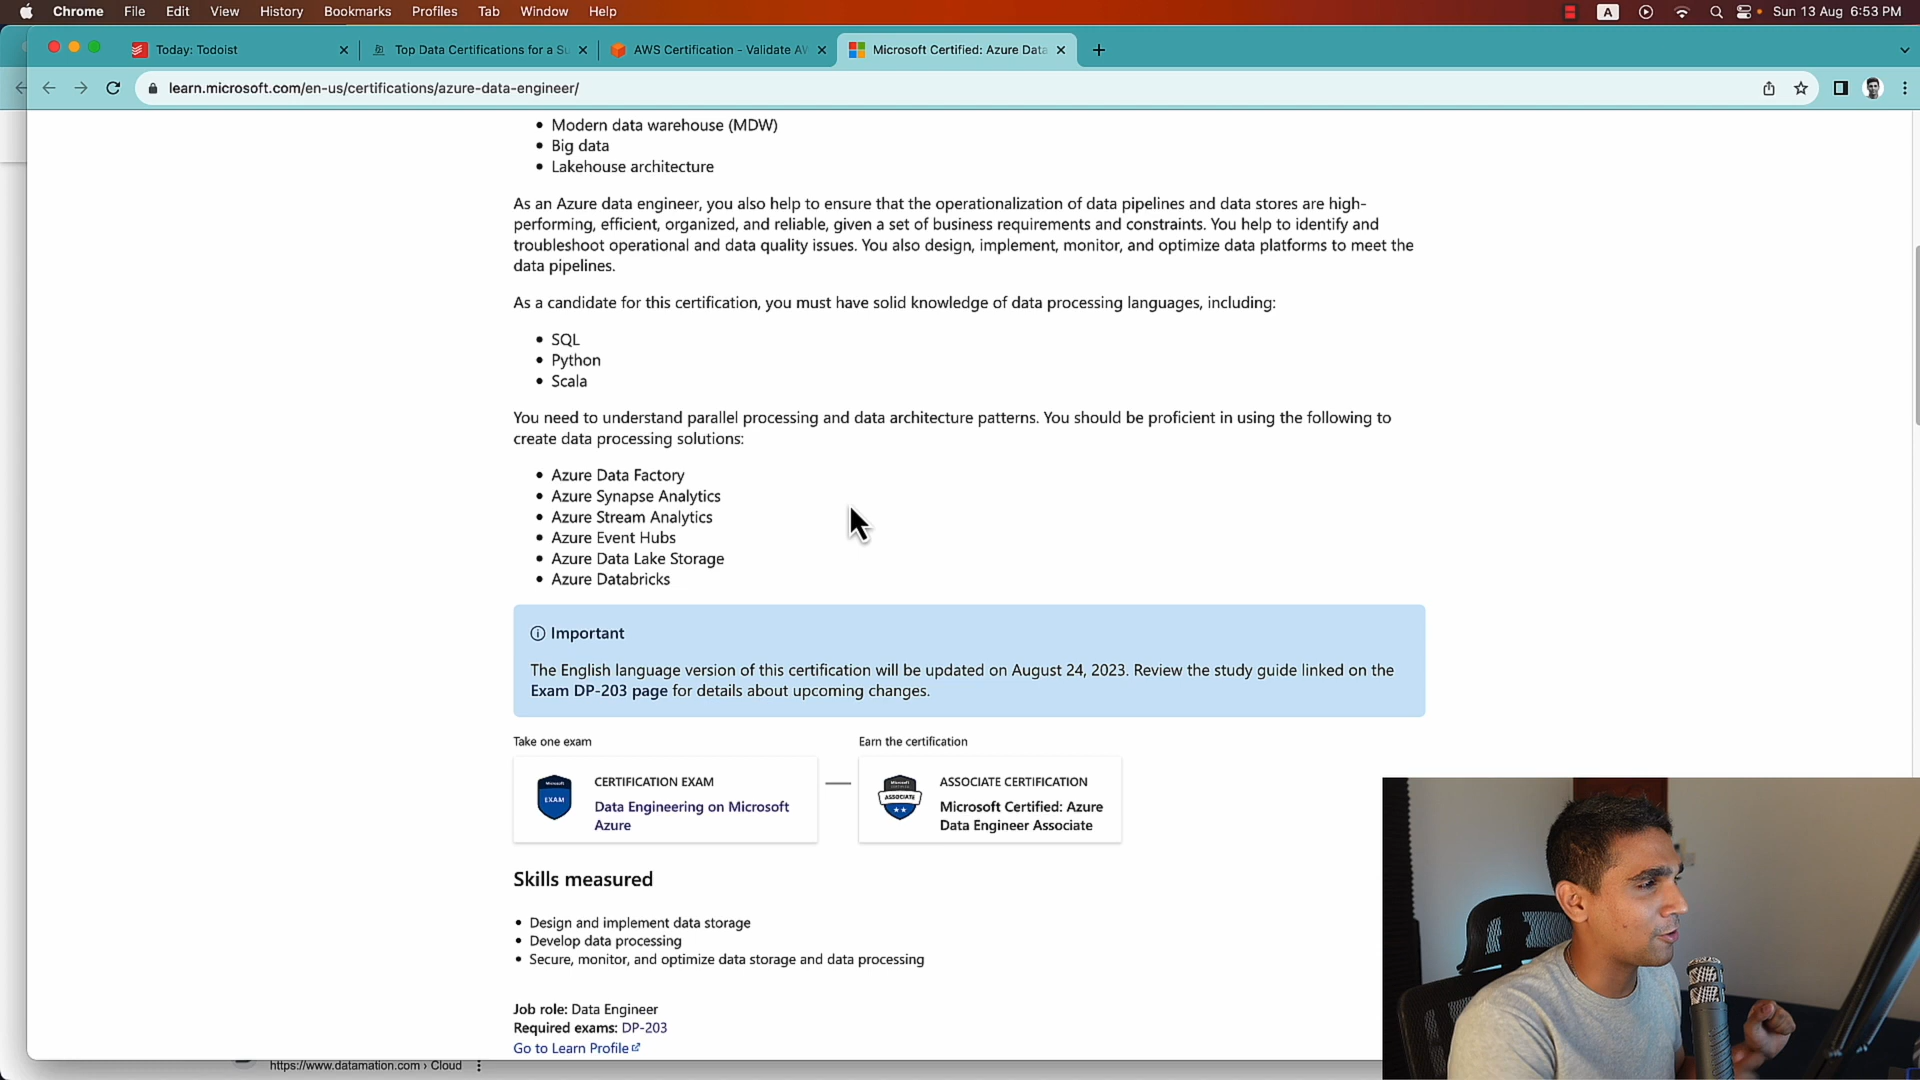 Chrome File Edit View History Bookmarks Profiles Tab Window Help
A
Sun 13 Aug 6:53 PM
Today: Todoist
Top Data Certifications for a Su
AWS Certification - Validate AW
Microsoft Certified: Azure Data
learn.microsoft.com/en-us/certifications/azure-data-engineer/
• Modern data warehouse (MDW)
• Big data
• Lakehouse architecture
As an Azure data engineer, you also help to ensure that the operationalization of data pipelines and data stores are high-
performing, efficient, organized, and reliable, given a set of business requirements and constraints. You help to identify and
troubleshoot operational and data quality issues. You also design, implement, monitor, and optimize data platforms to meet the
data pipelines.
As a candidate for this certification, you must have solid knowledge of data processing languages, including:
• SQL
• Python
• Scala
You need to understand parallel processing and data architecture patterns. You should be proficient in using the following to
create data processing solutions:
• Azure Data Factory
• Azure Synapse Analytics
• Azure Stream Analytics
• Azure Event Hubs
• Azure Data Lake Storage
• Azure Databricks
Important
The English language version of this certification will be updated on August 24, 2023. Review the study guide linked on the
Exam DP-203 page for details about upcoming changes.
Take one exam
Earn the certification
Microsoft
EXAM
CERTIFICATION EXAM
Data Engineering on Microsoft
Azure
Microsoft
CERTIFIED
ASSOCIATE
ASSOCIATE CERTIFICATION
Microsoft Certified: Azure
Data Engineer Associate
Skills measured
• Design and implement data storage
• Develop data processing
• Secure, monitor, and optimize data storage and data processing
Job role: Data Engineer
Required exams: DP-203
Go to Learn Profile
https://www.datamation.com › Cloud